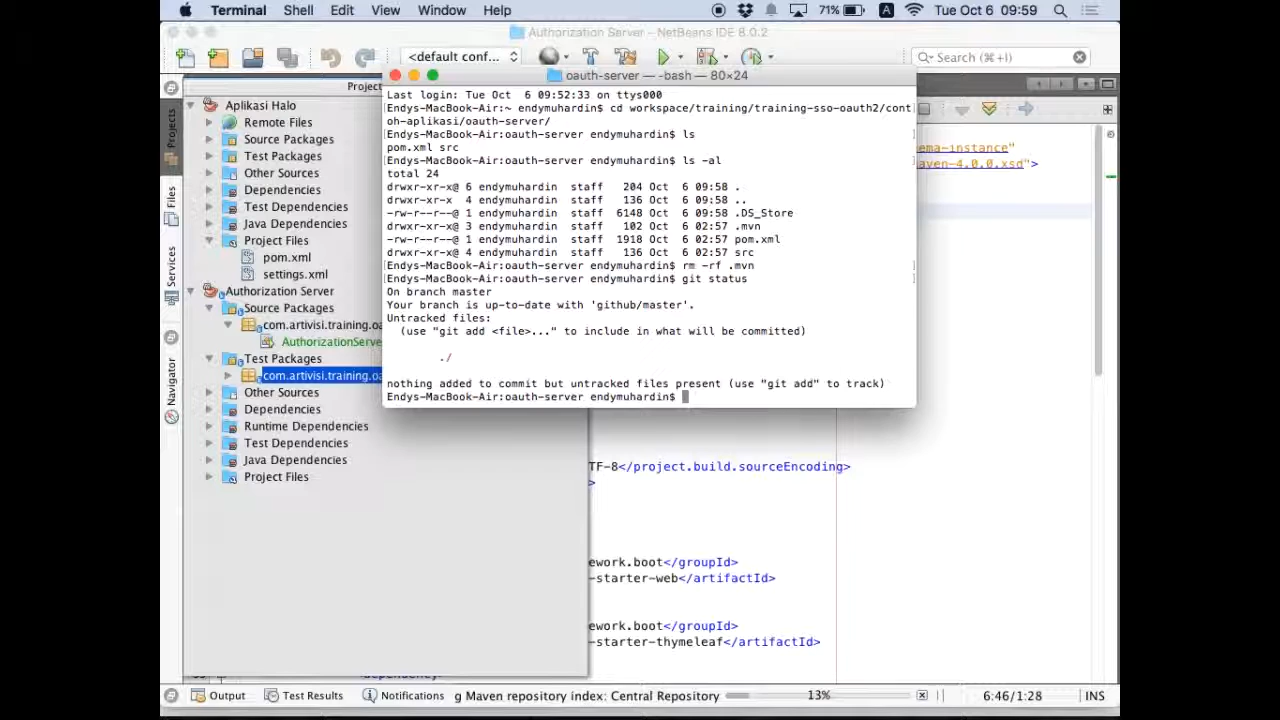 Terminal Shell Edit View Window Help 71% A Tue Oct 6 09:59
Authorization Server – NetBeans IDE 8.0.2
<default conf... Search (⌘+I)
oauth-server — -bash — 80×24
Projec
Last login: Tue Oct  6 09:52:33 on ttys000
Endys-MacBook-Air:~ endymuhardin$ cd workspace/training/training-sso-oauth2/cont
oh-aplikasi/oauth-server/
Endys-MacBook-Air:oauth-server endymuhardin$ ls
pom.xml src
Endys-MacBook-Air:oauth-server endymuhardin$ ls -al
total 24
drwxr-xr-x@ 6 endymuhardin  staff   204 Oct  6 09:58 .
drwxr-xr-x  4 endymuhardin  staff   136 Oct  6 09:58 ..
-rw-r--r--@ 1 endymuhardin  staff  6148 Oct  6 09:58 .DS_Store
drwxr-xr-x@ 3 endymuhardin  staff   102 Oct  6 02:57 .mvn
-rw-r--r--@ 1 endymuhardin  staff  1918 Oct  6 02:57 pom.xml
drwxr-xr-x@ 4 endymuhardin  staff   136 Oct  6 02:57 src
Endys-MacBook-Air:oauth-server endymuhardin$ rm -rf .mvn
Endys-MacBook-Air:oauth-server endymuhardin$ git status
On branch master
Your branch is up-to-date with 'github/master'.
Untracked files:
(use "git add <file>..." to include in what will be committed)
./
nothing added to commit but untracked files present (use "git add" to track)
Endys-MacBook-Air:oauth-server endymuhardin$
Projects
Files
Services
Navigator
Aplikasi Halo
Remote Files
Source Packages
Test Packages
Other Sources
Dependencies
Test Dependencies
Java Dependencies
Project Files
pom.xml
settings.xml
Authorization Server
Source Packages
com.artivisi.training.oa
AuthorizationServe
Test Packages
com.artivisi.training.oa
Other Sources
Dependencies
Runtime Dependencies
Test Dependencies
Java Dependencies
Project Files
ema-instance"
aven-4.0.0.xsd">
TF-8</project.build.sourceEncoding>
>
ework.boot</groupId>
-starter-web</artifactId>
ework.boot</groupId>
-starter-thymeleaf</artifactId>
<dependency>
Output Test Results Notifications g Maven repository index: Central Repository 13% 6:46/1:28 INS